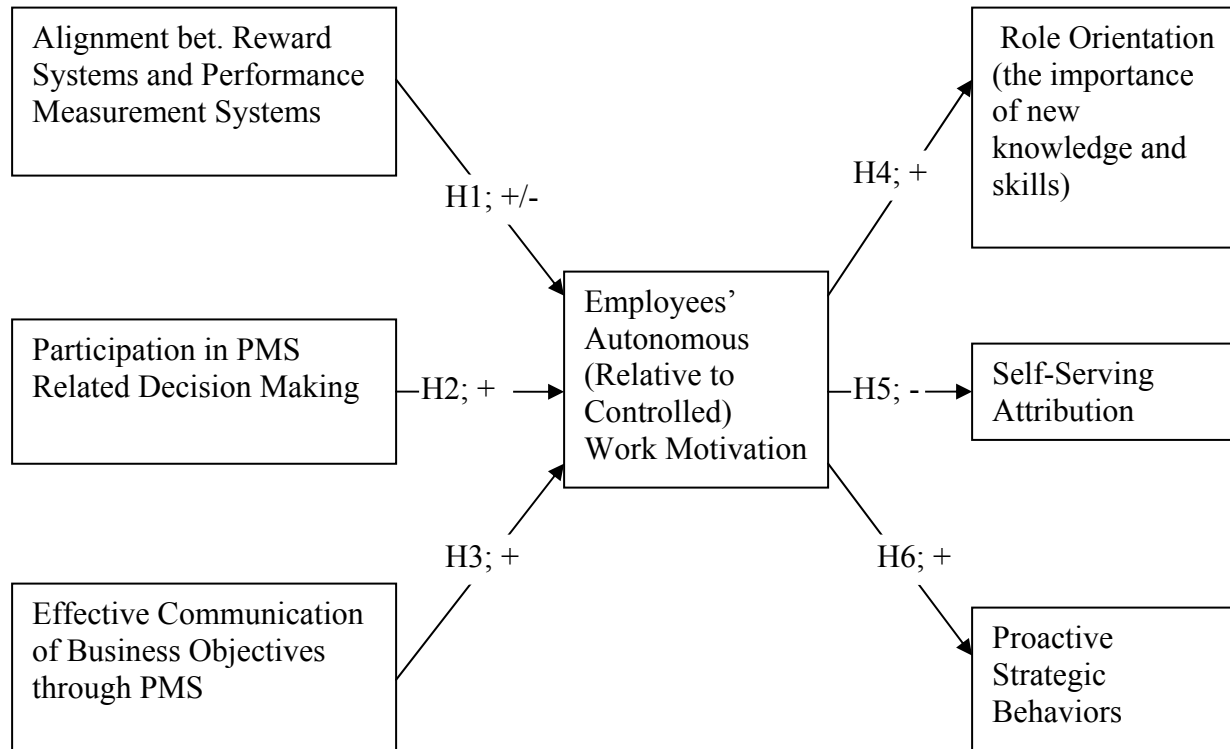 Alignment bet. Reward
Systems and Performance
Measurement Systems
H1; +/-
Participation in PMS
Related Decision Making
H2; +
Effective Communication
of Business Objectives
through PMS
H3; +
Employees’
Autonomous
(Relative to
Controlled)
Work Motivation
H4; +
Role Orientation
(the importance
of new
knowledge and
skills)
H5; -
Self-Serving
Attribution
H6; +
Proactive
Strategic
Behaviors